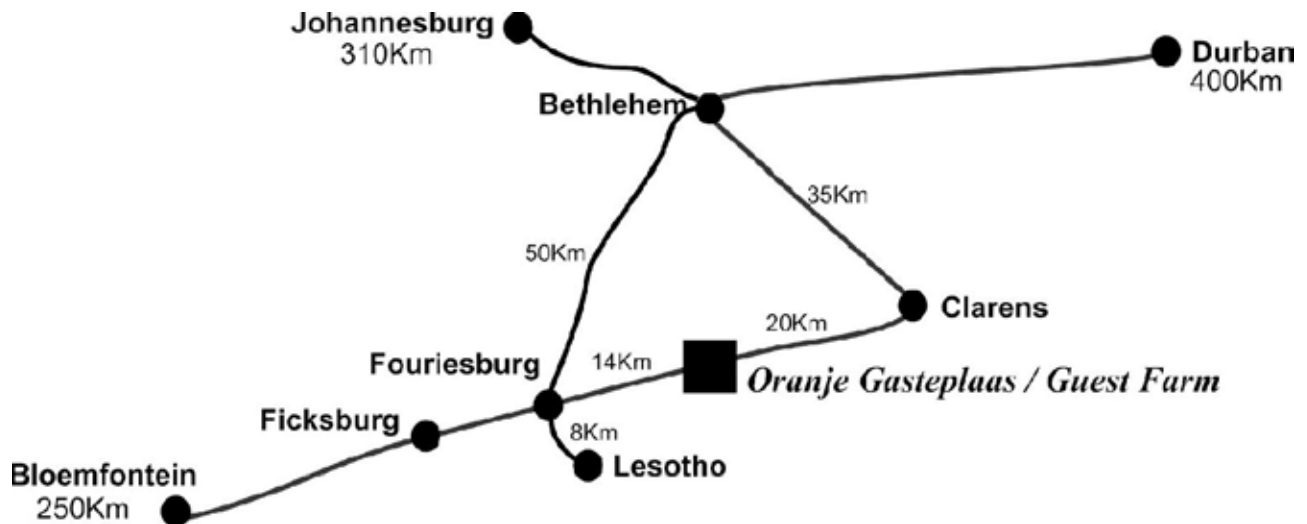 Johannesburg
310Km
Durban
400Km
Bethlehem
35Km
50Km
Clarens
20Km
Fouriesburg
14Km
Oranje Gasteplaas / Guest Farm
Ficksburg
8Km
Lesotho
Bloemfontein
250Km